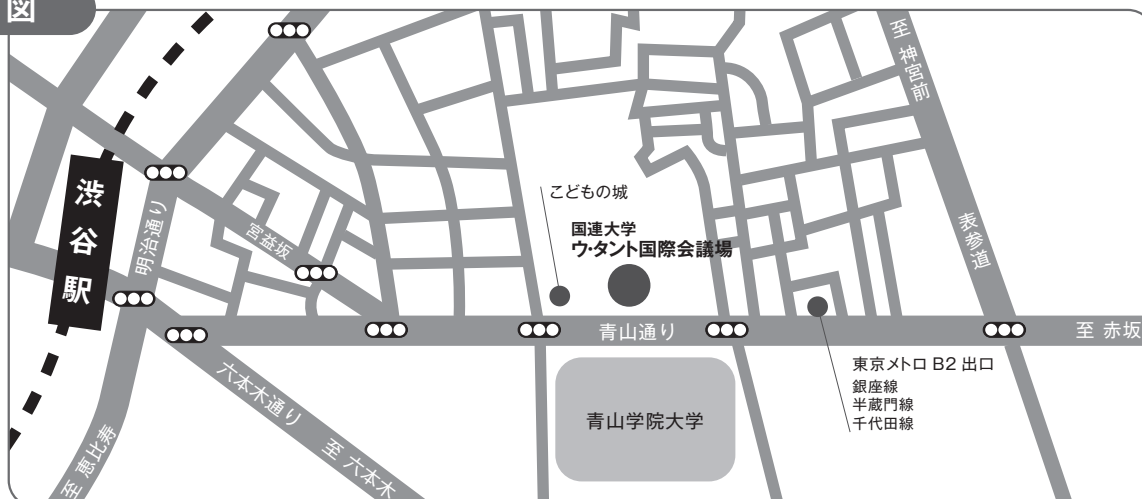 図
渋谷駅
明治通り
宮益坂
こどもの城
国連大学
ウ・タント国際会議場
至 神宮前
表参道
青山通り
至 赤坂
東京メトロ B2 出口
銀座線
半蔵門線
千代田線
青山学院大学
六本木通り
至 六本木
至 恵比寿